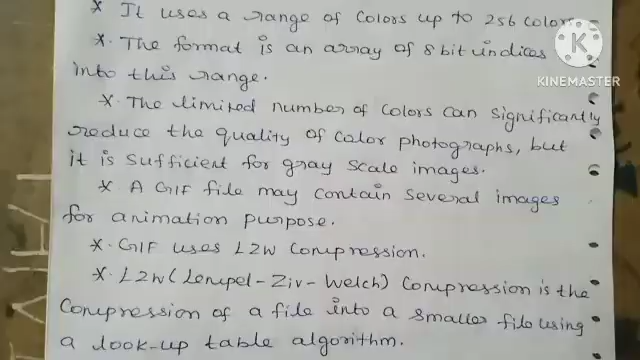 * It uses a range of colors up to 256 colors
*. The format is an array of 8 bit indices
into this range.
*. The limited number of colors can significantly
reduce the quality of color photographs, but
it is sufficient for gray scale images.
*. A GIF file may contain several images
for animation purpose.
*. GIF uses LZW compression.
*. LZW (Lempel-Ziv-Welch) compression is the
compression of a file into a smaller file using
a look-up table algorithm.
KINEMASTER